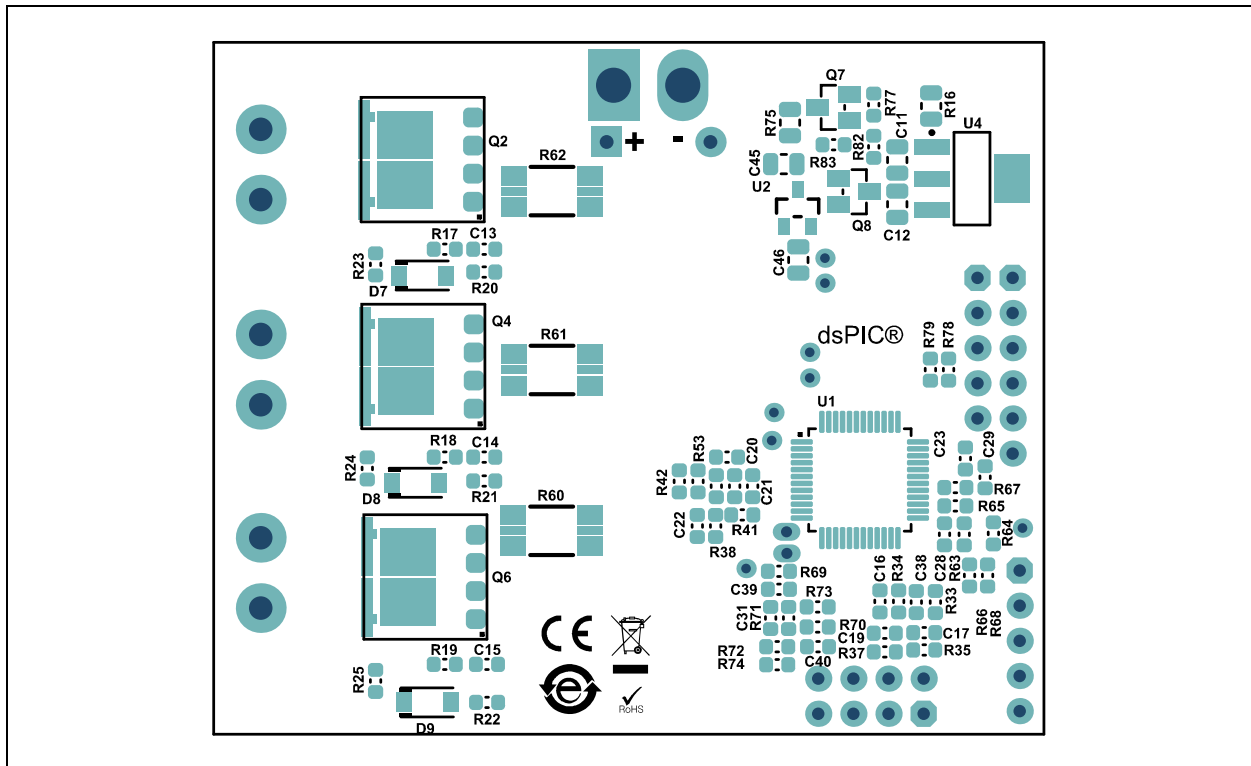 Q7
R77
C11
R16
U4
Q2
R75
+
-
R62
C45
R83
R82
U2
Q8
C12
R17
C13
R23
D7
R20
C46
Q4
R61
dsPIC®
R79
R78
U1
R18
C14
R24
D8
R21
R53
C20
R42
C21
C23
C29
R67
R60
C22
R41
R38
R65
R64
Q6
R69
C39
C16
R34
C38
C28
R63
R33
R73
C31
R71
R70
C19
C17
R66
R68
CE
R72
R74
C40
R37
R35
R19
C15
R25
D9
R22
e
RoHS